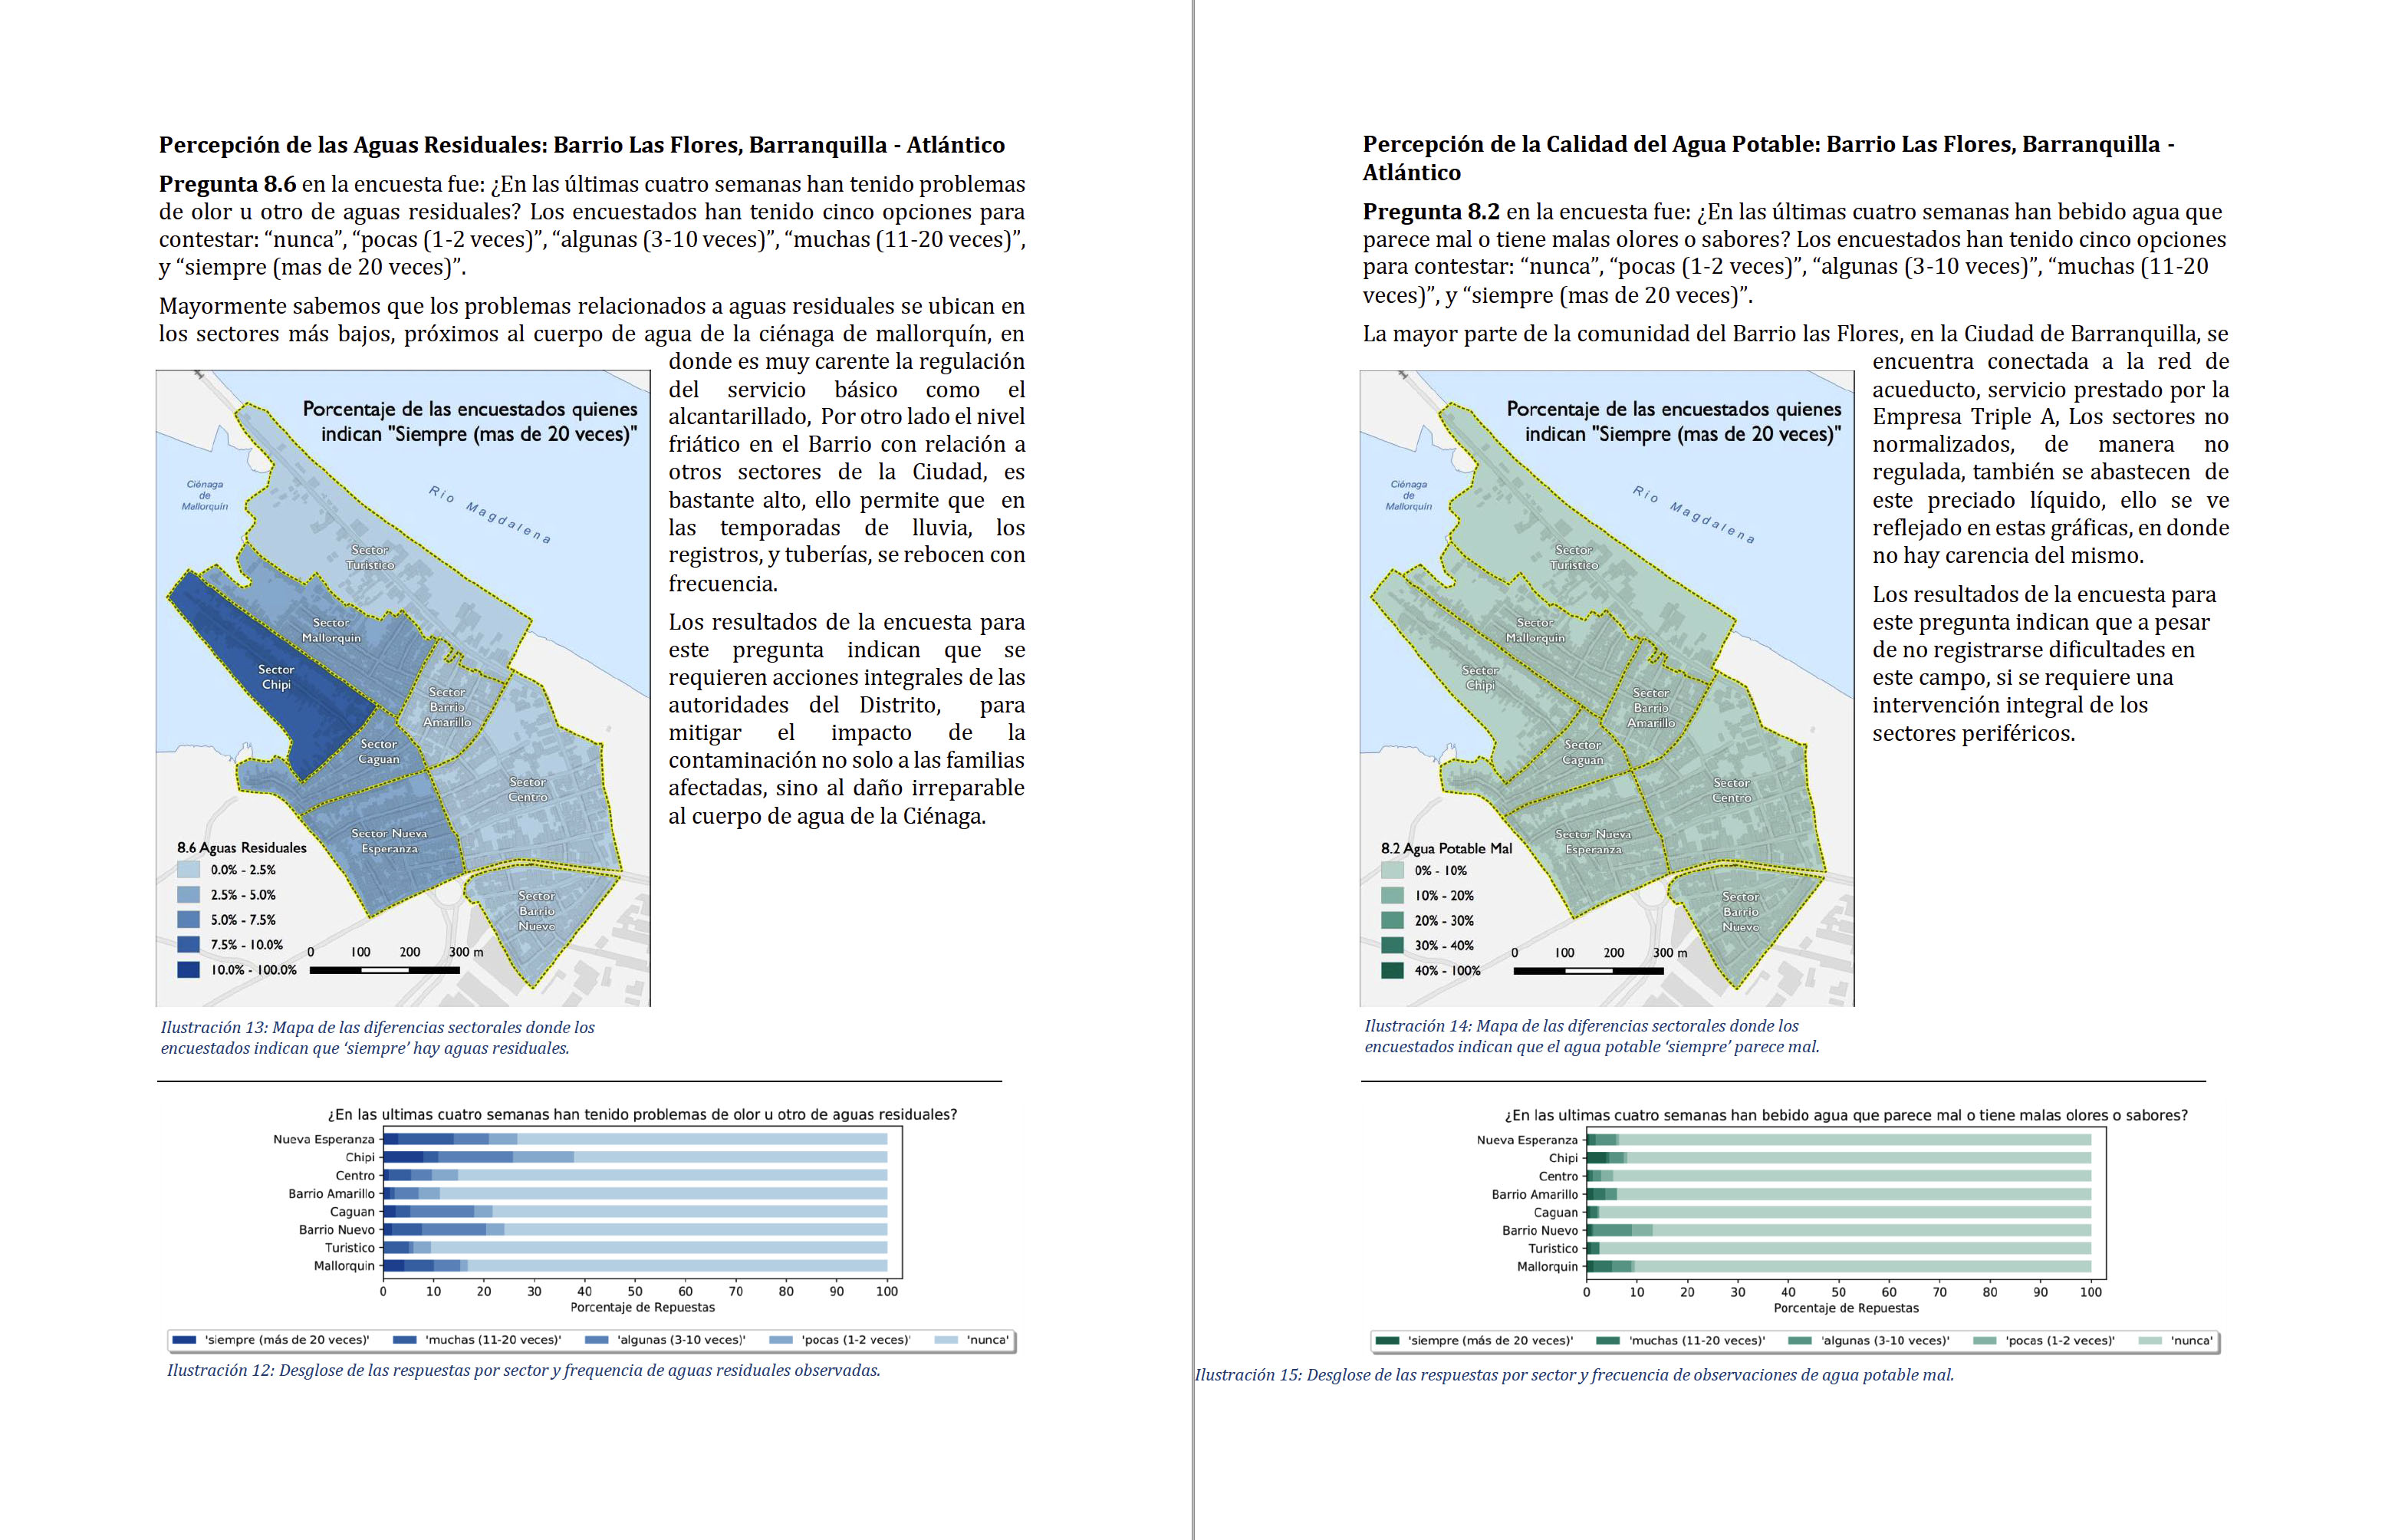 Percepción de las Aguas Residuales: Barrio Las Flores, Barranquilla - Atlántico
Pregunta 8.6 en la encuesta fue: ¿En las últimas cuatro semanas han tenido problemas
de olor u otro de aguas residuales? Los encuestados han tenido cinco opciones para
contestar: “nunca”, “pocas (1-2 veces)”, “algunas (3-10 veces)”, “muchas (11-20 veces)”,
y “siempre (mas de 20 veces)”.
Mayormente sabemos que los problemas relacionados a aguas residuales se ubican en
los sectores más bajos, próximos al cuerpo de agua de la ciénaga de mallorquín, en
donde es muy carente la regulación
del servicio básico como el
alcantarillado, Por otro lado el nivel
friático en el Barrio con relación a
otros sectores de la Ciudad, es
bastante alto, ello permite que en
las temporadas de lluvia, los
registros, y tuberías, se rebocen con
frecuencia.
Los resultados de la encuesta para
este pregunta indican que se
requieren acciones integrales de las
autoridades del Distrito, para
mitigar el impacto de la
contaminación no solo a las familias
afectadas, sino al daño irreparable
al cuerpo de agua de la Ciénaga.
Porcentaje de las encuestados quienes
indican "Siempre (mas de 20 veces)"
Ciénaga
de
Mallorquín
Rio Magdalena
Sector
Turistico
Sector
Mallorquin
Sector
Chipi
Sector
Barrio
Amarillo
Sector
Caguan
Sector
Centro
Sector Nueva
Esperanza
Sector
Barrio
Nuevo
8.6 Aguas Residuales
0.0% - 2.5%
2.5% - 5.0%
5.0% - 7.5%
7.5% - 10.0%
10.0% - 100.0%
0 100 200 300 m
Ilustración 13: Mapa de las diferencias sectorales donde los
encuestados indican que ‘siempre’ hay aguas residuales.
¿En las ultimas cuatro semanas han tenido problemas de olor u otro de aguas residuales?
Nueva Esperanza
Chipi
Centro
Barrio Amarillo
Caguan
Barrio Nuevo
Turistico
Mallorquin
0 10 20 30 40 50 60 70 80 90 100
Porcentaje de Repuestas
'siempre (más de 20 veces)' 'muchas (11-20 veces)' 'algunas (3-10 veces)' 'pocas (1-2 veces)' 'nunca'
Ilustración 12: Desglose de las respuestas por sector y frequencia de aguas residuales observadas.
Percepción de la Calidad del Agua Potable: Barrio Las Flores, Barranquilla -
Atlántico
Pregunta 8.2 en la encuesta fue: ¿En las últimas cuatro semanas han bebido agua que
parece mal o tiene malas olores o sabores? Los encuestados han tenido cinco opciones
para contestar: “nunca”, “pocas (1-2 veces)”, “algunas (3-10 veces)”, “muchas (11-20
veces)”, y “siempre (mas de 20 veces)”.
La mayor parte de la comunidad del Barrio las Flores, en la Ciudad de Barranquilla, se
encuentra conectada a la red de
acueducto, servicio prestado por la
Empresa Triple A, Los sectores no
normalizados, de manera no
regulada, también se abastecen de
este preciado líquido, ello se ve
reflejado en estas gráficas, en donde
no hay carencia del mismo.
Los resultados de la encuesta para
este pregunta indican que a pesar
de no registrarse dificultades en
este campo, si se requiere una
intervención integral de los
sectores periféricos.
Porcentaje de las encuestados quienes
indican "Siempre (mas de 20 veces)"
Ciénaga
de
Mallorquín
Rio Magdalena
Sector
Turistico
Sector
Mallorquin
Sector
Chipi
Sector
Barrio
Amarillo
Sector
Caguan
Sector
Centro
Sector Nueva
Esperanza
Sector
Barrio
Nuevo
8.2 Agua Potable Mal
0% - 10%
10% - 20%
20% - 30%
30% - 40%
40% - 100%
0 100 200 300 m
Ilustración 14: Mapa de las diferencias sectorales donde los
encuestados indican que el agua potable ‘siempre’ parece mal.
¿En las ultimas cuatro semanas han bebido agua que parece mal o tiene malas olores o sabores?
Nueva Esperanza
Chipi
Centro
Barrio Amarillo
Caguan
Barrio Nuevo
Turistico
Mallorquin
0 10 20 30 40 50 60 70 80 90 100
Porcentaje de Repuestas
'siempre (más de 20 veces)' 'muchas (11-20 veces)' 'algunas (3-10 veces)' 'pocas (1-2 veces)' 'nunca'
Ilustración 15: Desglose de las respuestas por sector y frecuencia de observaciones de agua potable mal.